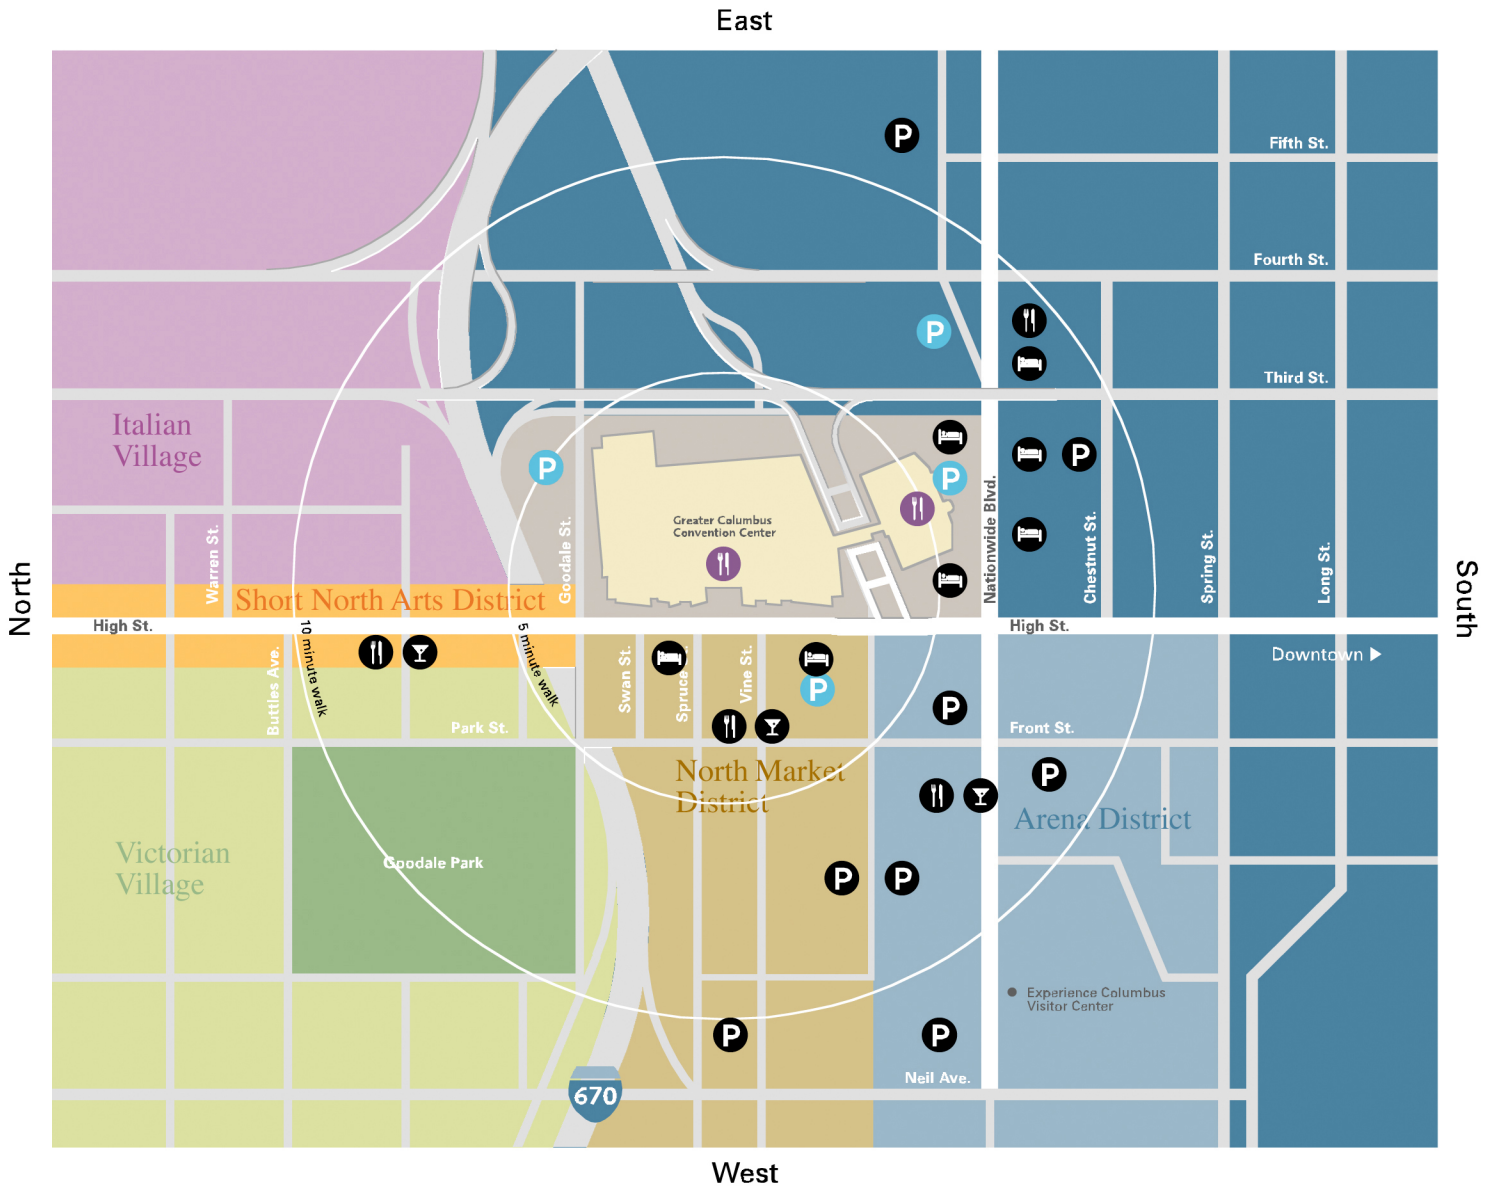 East
P
Fifth St.
Fourth St.
P
Third St.
Italian
Village
P
P
P
Greater Columbus
Convention Center
Warren St.
Goodale St.
Nationwide Blvd.
Chestnut St.
Spring St.
Long St.
North
South
Short North Arts District
High St.
High St.
10 minute walk
5 minute walk
Buttles Ave.
Swan St.
Spruce
Vine St.
Downtown
P
P
Park St.
Front St.
North Market
District
P
Arena District
Victorian
Village
Goodale Park
P
P
Experience Columbus
Visitor Center
P
P
Neil Ave.
670
West